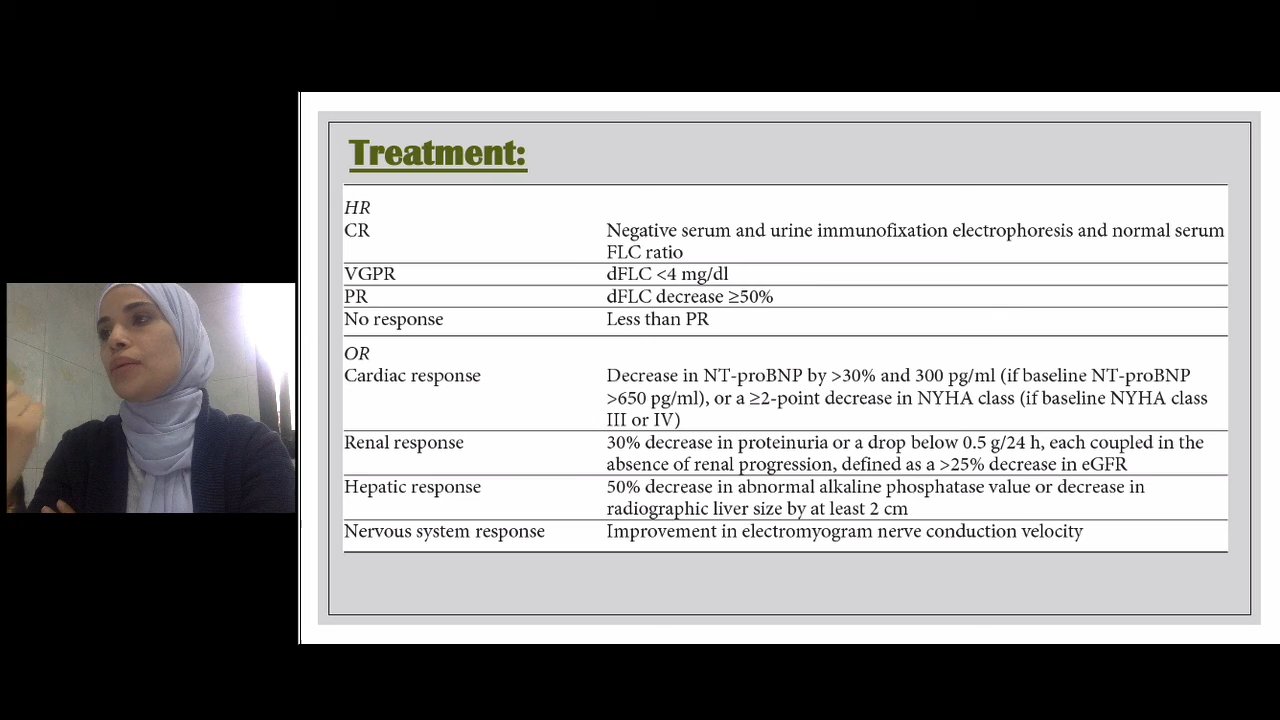 Treatment:
HR
CR Negative serum and urine immunofixation electrophoresis and normal serum
FLC ratio
VGPR dFLC <4 mg/dl
PR dFLC decrease ≥50%
No response Less than PR
OR
Cardiac response Decrease in NT-proBNP by >30% and 300 pg/ml (if baseline NT-proBNP
>650 pg/ml), or a ≥2-point decrease in NYHA class (if baseline NYHA class
III or IV)
Renal response 30% decrease in proteinuria or a drop below 0.5 g/24 h, each coupled in the
absence of renal progression, defined as a >25% decrease in eGFR
Hepatic response 50% decrease in abnormal alkaline phosphatase value or decrease in
radiographic liver size by at least 2 cm
Nervous system response Improvement in electromyogram nerve conduction velocity